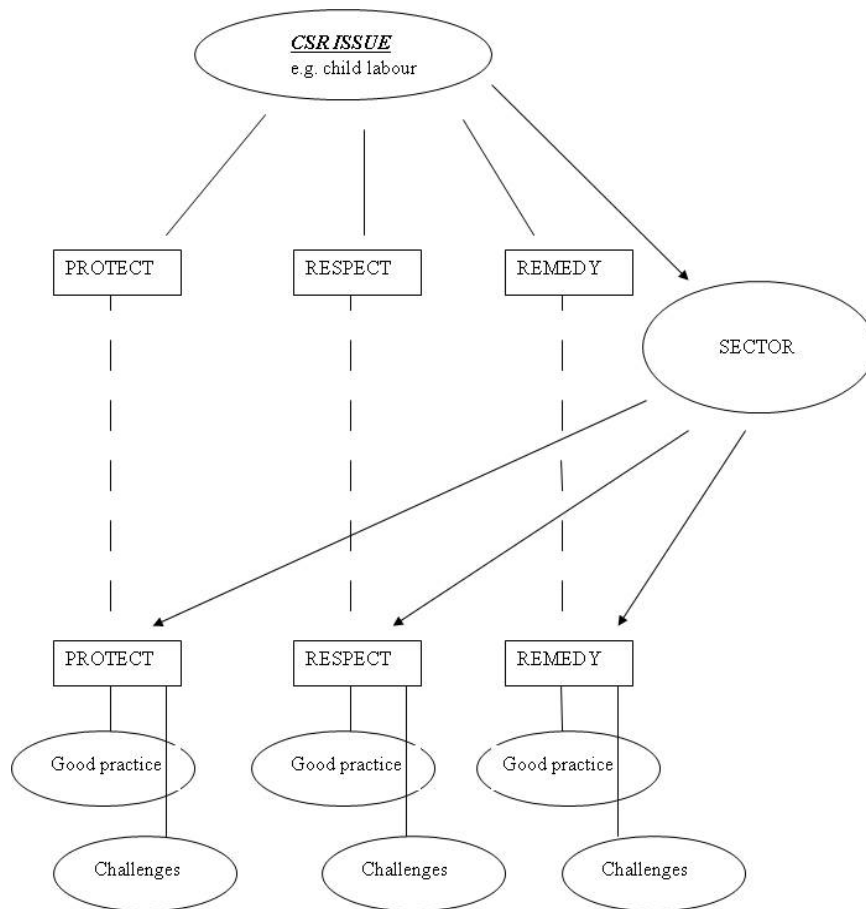 CSR ISSUE
e.g. child labour
PROTECT
RESPECT
REMEDY
SECTOR
PROTECT
RESPECT
REMEDY
Good practice
Good practice
Good practice
Challenges
Challenges
Challenges